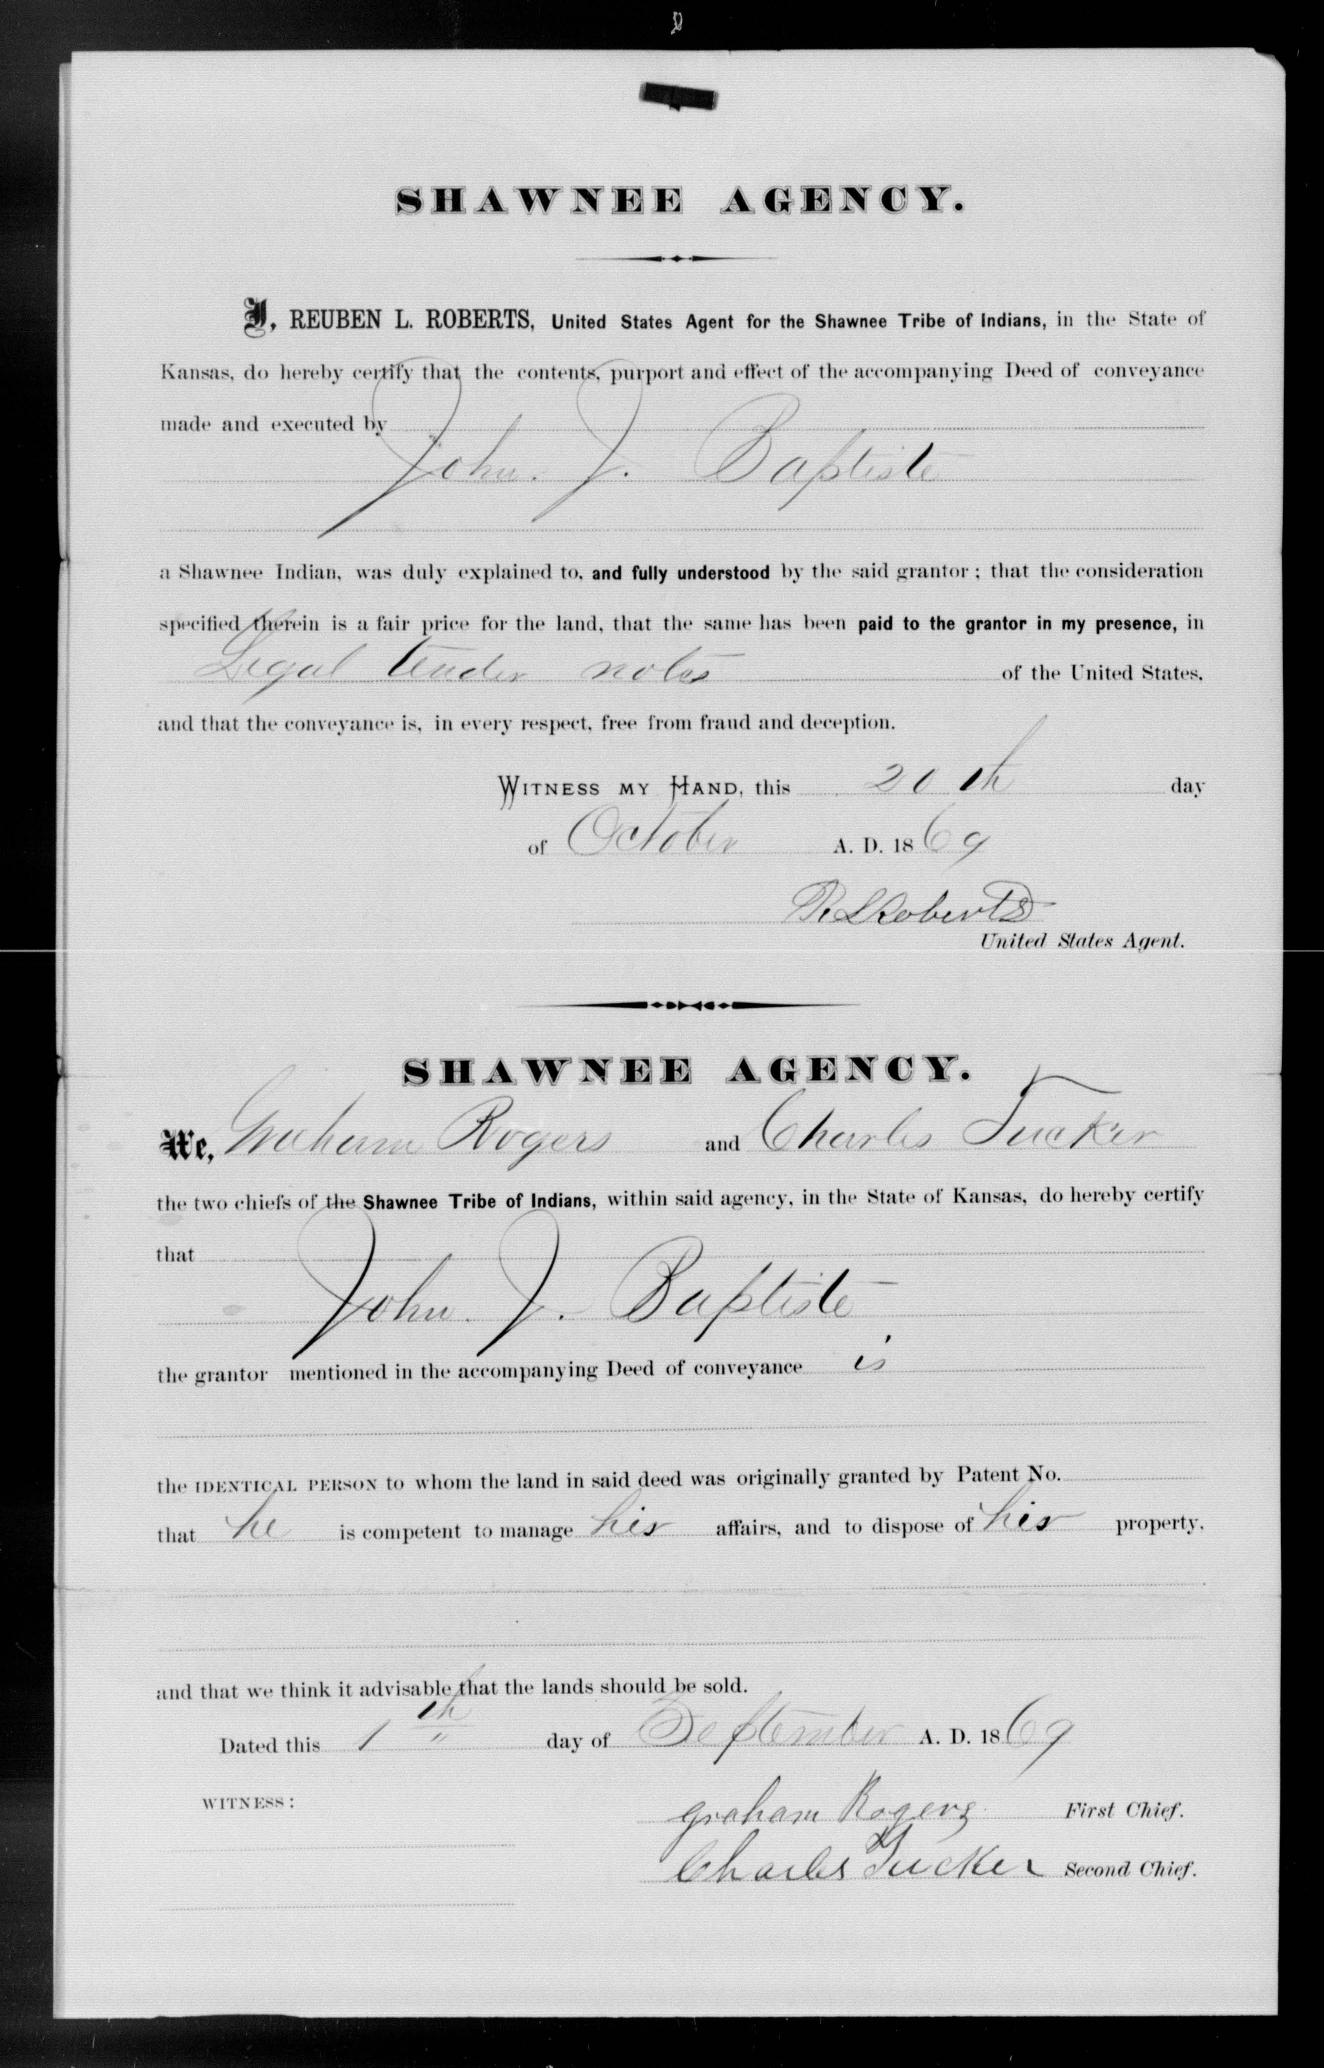 SHAWNEE AGENCY.
I, REUBEN L. ROBERTS, United States Agent for the Shawnee Tribe of Indians, in the State of
Kansas, do hereby certify that the contents, purport and effect of the accompanying Deed of conveyance
made and executed by
John. J. Baptiste
a Shawnee Indian, was duly explained to, and fully understood by the said grantor; that the consideration
specified therein is a fair price for the land, that the same has been paid to the grantor in my presence, in
Legal tender notes of the United States,
and that the conveyance is, in every respect, free from fraud and deception.
WITNESS MY HAND, this 20th day
of October A. D. 1869
R L Roberts
United States Agent.
SHAWNEE AGENCY.
We, Graham Rogers and Charles Tucker
the two chiefs of the Shawnee Tribe of Indians, within said agency, in the State of Kansas, do hereby certify
that
John. J. Baptiste
the grantor mentioned in the accompanying Deed of conveyance is
the IDENTICAL PERSON to whom the land in said deed was originally granted by Patent No.
that he is competent to manage his affairs, and to dispose of his property,
and that we think it advisable that the lands should be sold.
Dated this 1th day of September A. D. 1869
WITNESS:
graham Rogers First Chief.
Charles Tucker Second Chief.